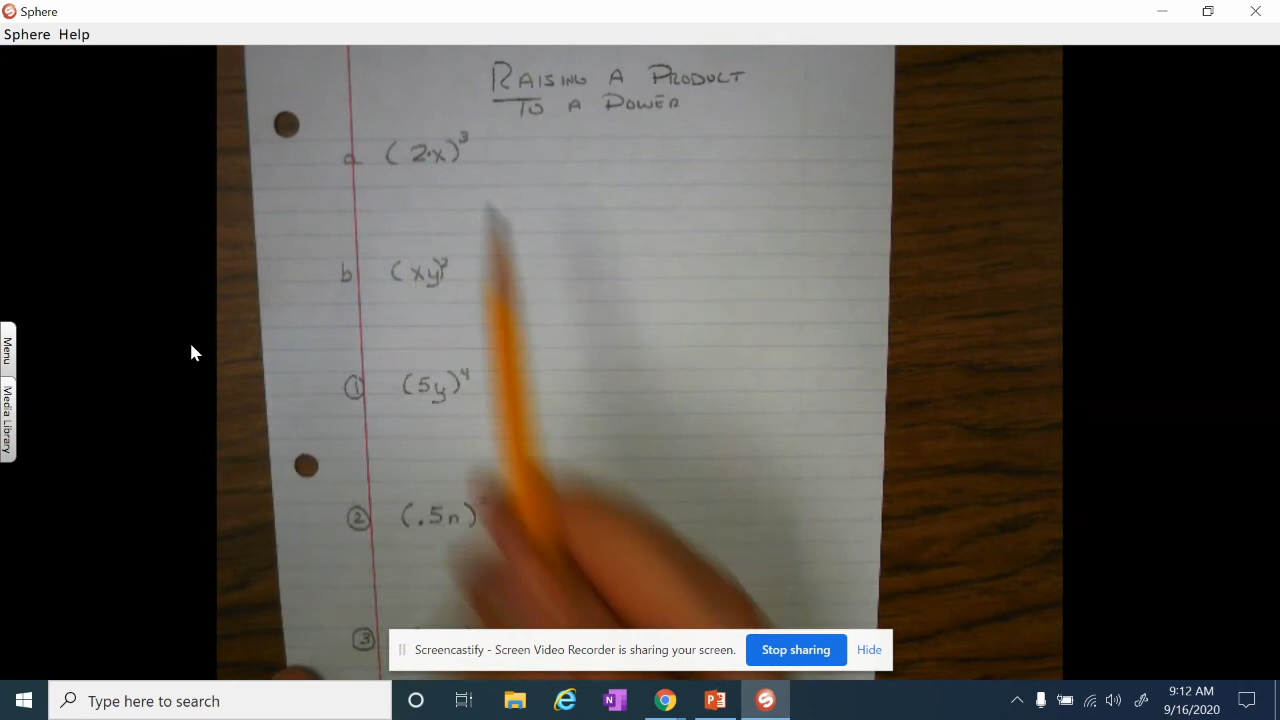 Sphere
Sphere Help
RAISING A PRODUCT
TO A POWER
a (2·x)³
b (xy)
① (5y)⁴
② (.5n)
③
Menu
Media Library
Screencastify - Screen Video Recorder is sharing your screen. Stop sharing Hide
Type here to search
9:12 AM
9/16/2020